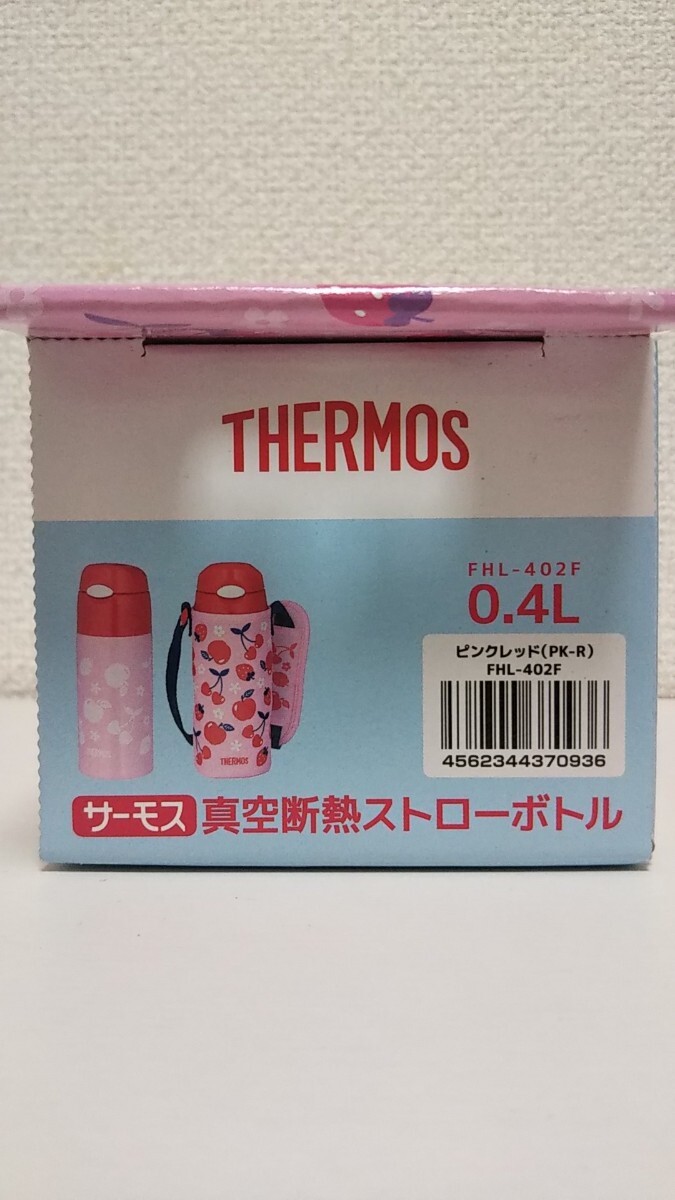 THERMOS
FHL-402F
0.4L
ピンクレッド(PK-R)
FHL-402F
4562344370936
THERMOS
サーモス 真空断熱ストローボトル